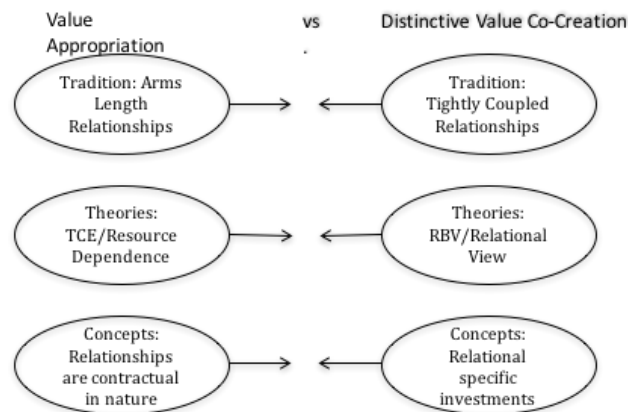 Value Appropriation vs. Distinctive Value Co-Creation
Tradition: Arms
Length
Relationships
Tradition:
Tightly Coupled
Relationships
Theories:
TCE/Resource
Dependence
Theories:
RBV/Relational
View
Concepts:
Relationships
are contractual
in nature
Concepts:
Relational
specific
investments